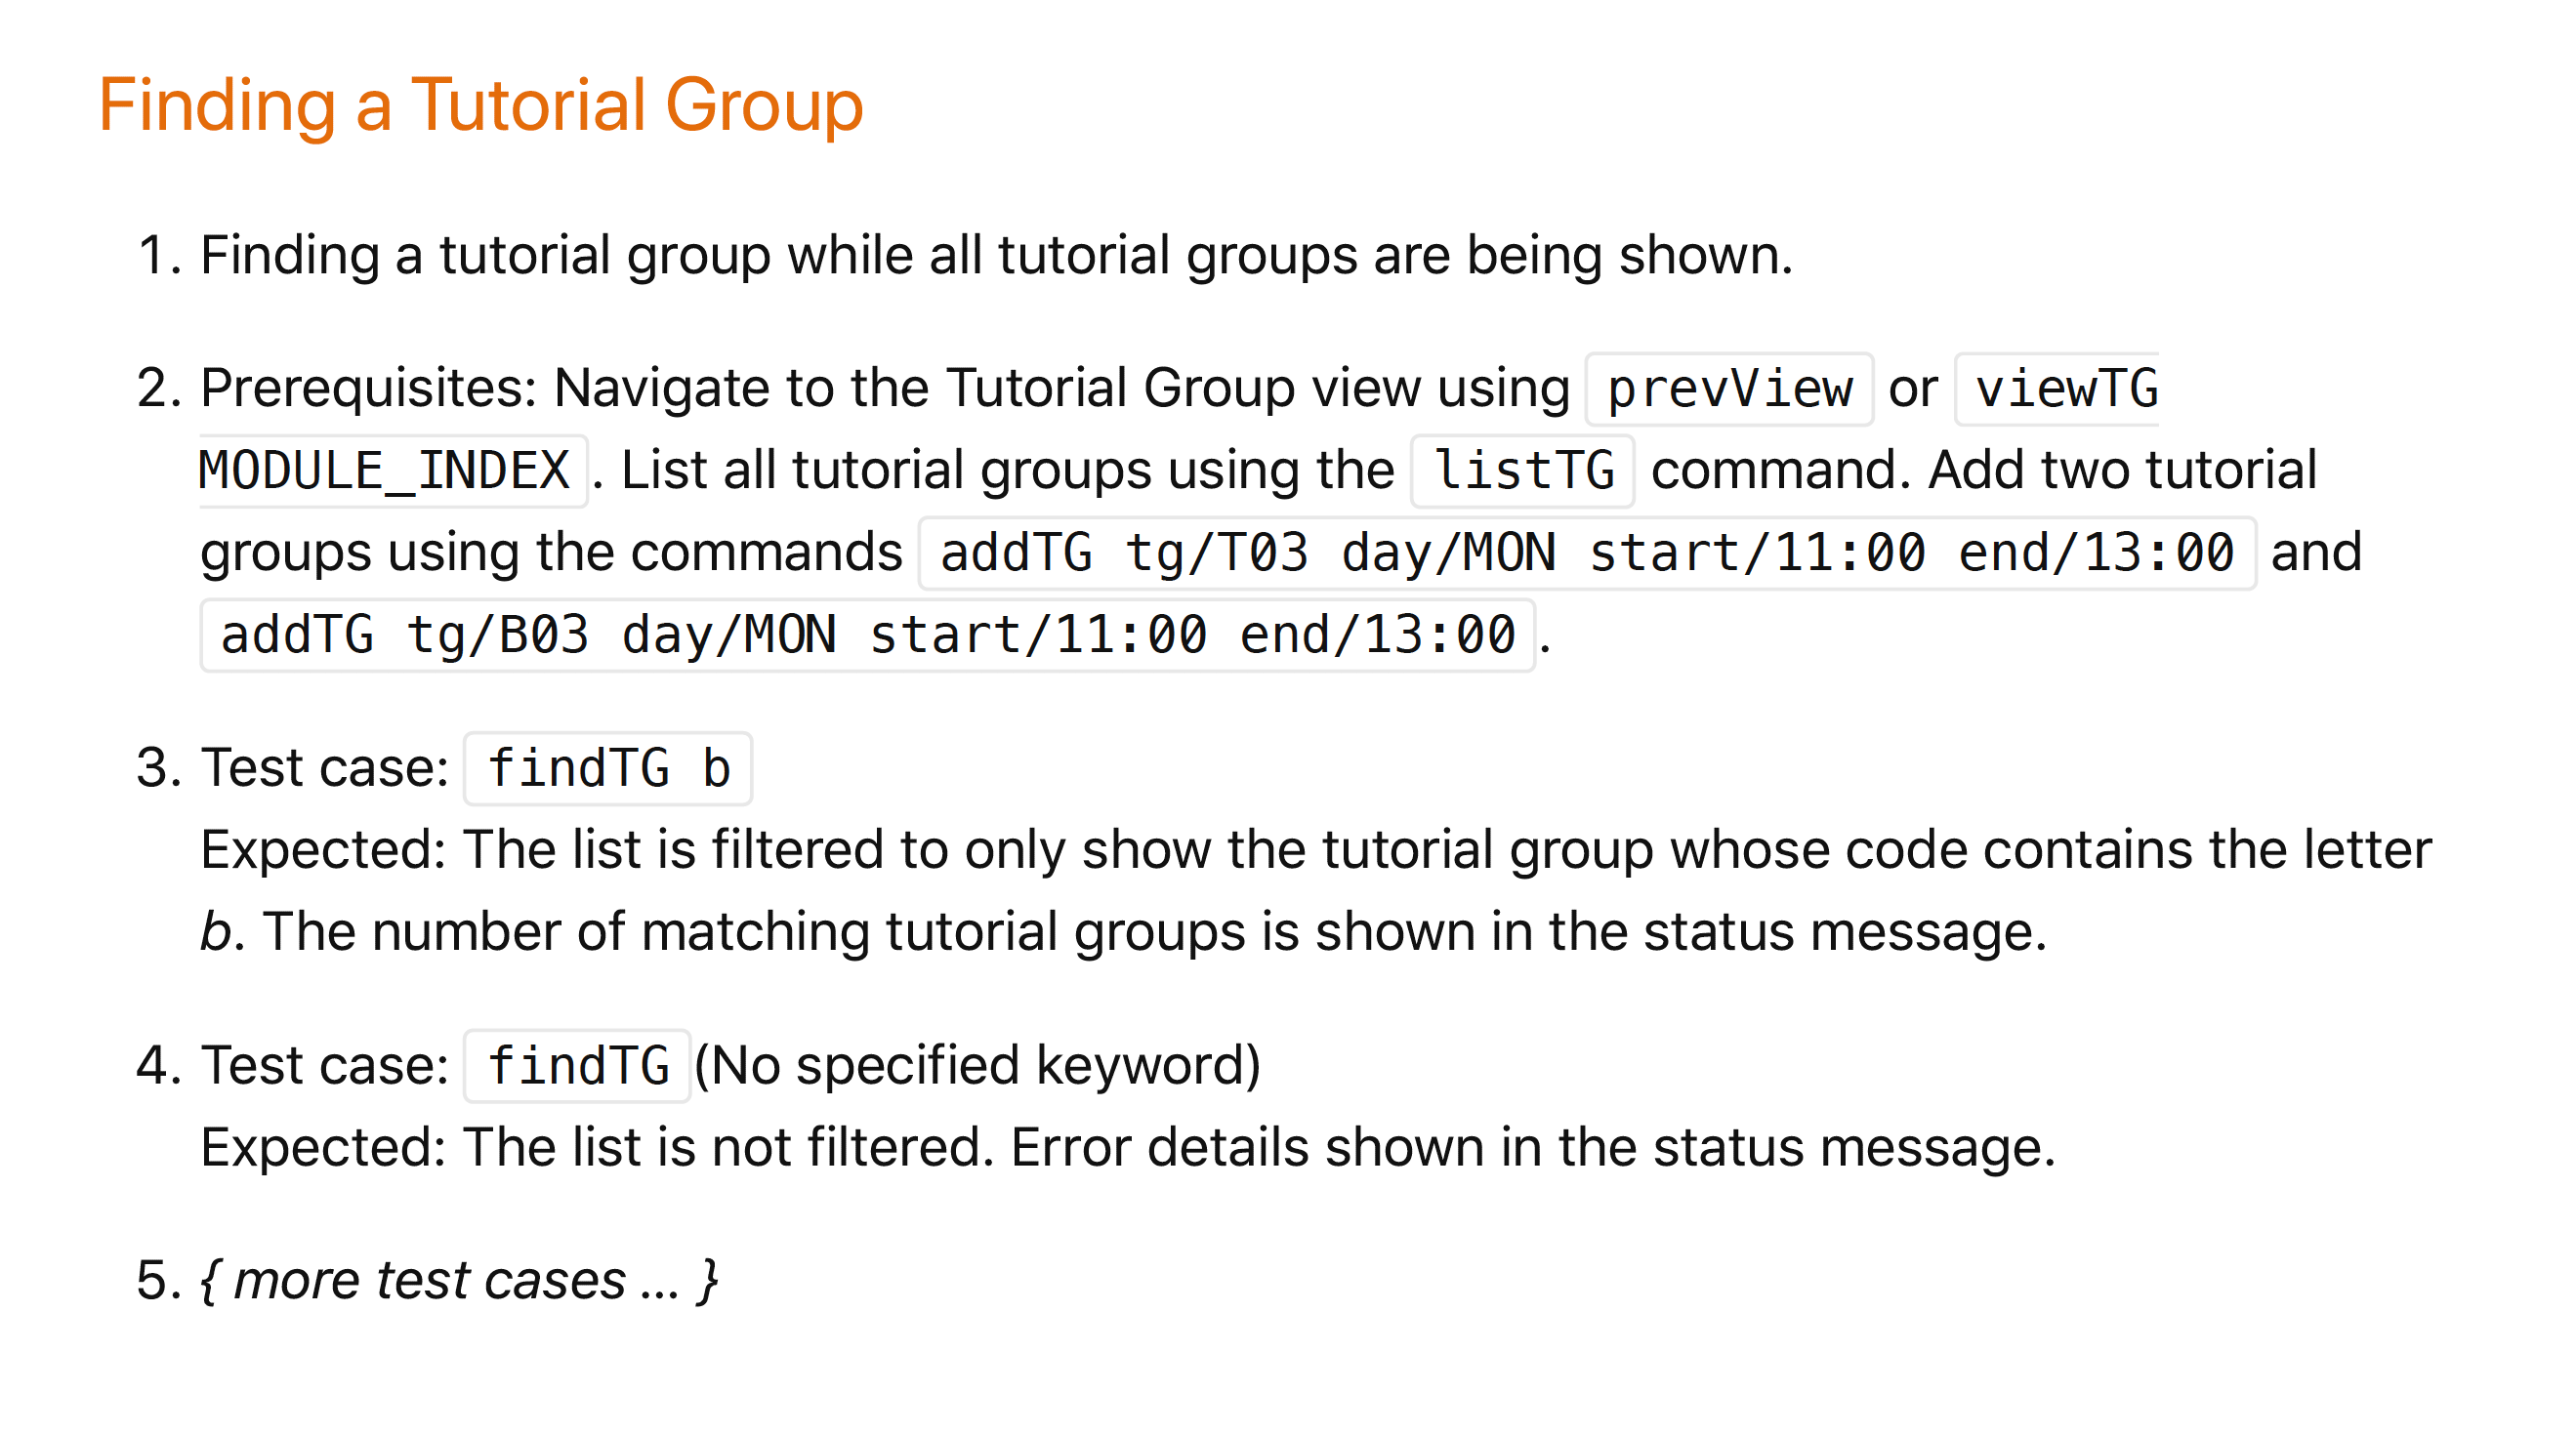 Finding a Tutorial Group
1. Finding a tutorial group while all tutorial groups are being shown.
2. Prerequisites: Navigate to the Tutorial Group view using prevView or viewTG
MODULE_INDEX . List all tutorial groups using the listTG command. Add two tutorial
groups using the commands addTG tg/T03 day/MON start/11:00 end/13:00 and
addTG tg/B03 day/MON start/11:00 end/13:00 .
3. Test case: findTG b
Expected: The list is filtered to only show the tutorial group whose code contains the letter
b. The number of matching tutorial groups is shown in the status message.
4. Test case: findTG (No specified keyword)
Expected: The list is not filtered. Error details shown in the status message.
5. { more test cases ... }